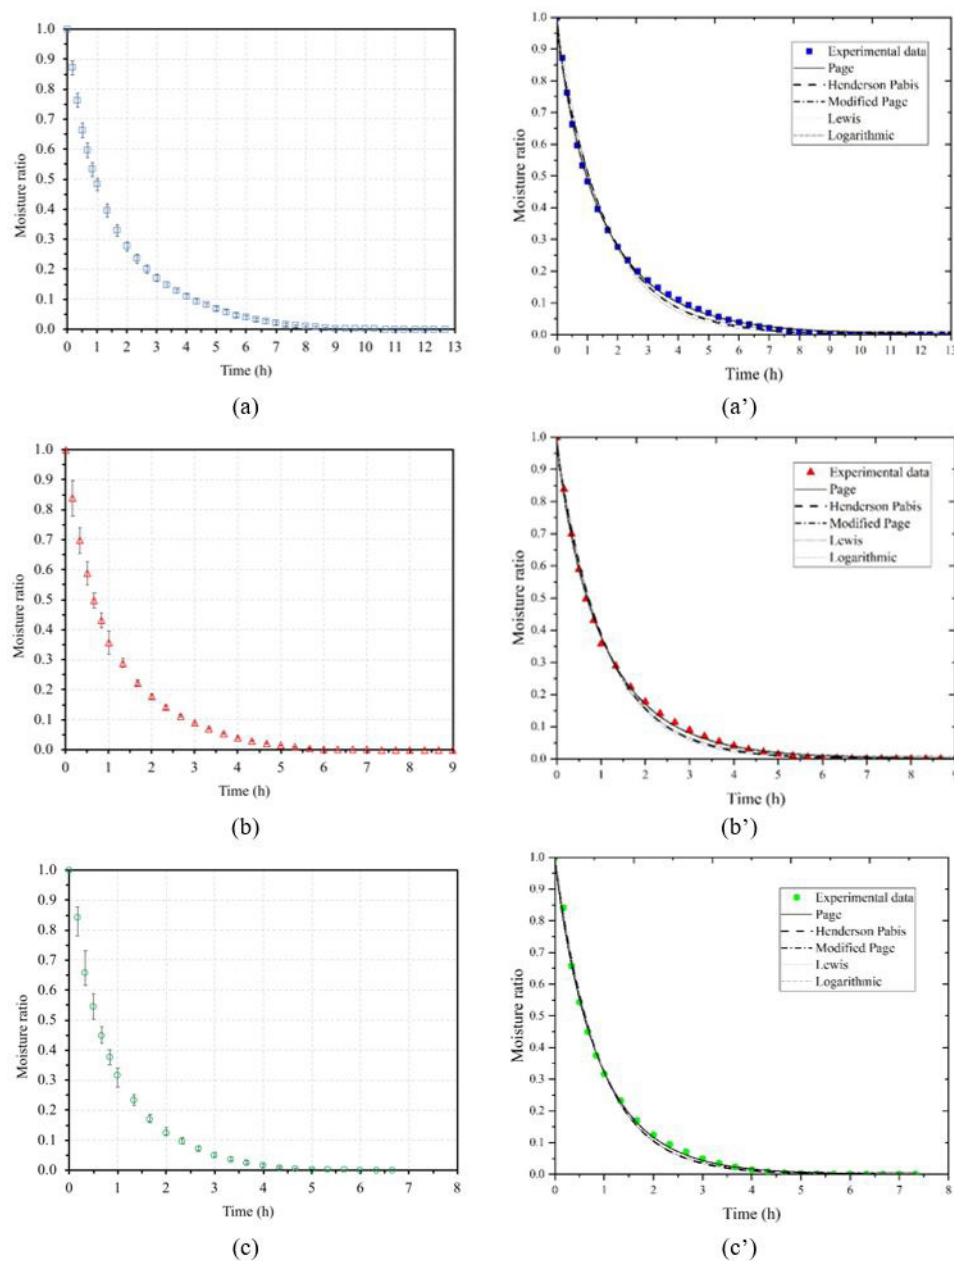 1.0
0.9
0.8
0.7
0.6
0.5
0.4
0.3
0.2
0.1
0.0
Moisture ratio
0 1 2 3 4 5 6 7 8 9 10 11 12 13
Time (h)
(a)
1.0
0.9
0.8
0.7
0.6
0.5
0.4
0.3
0.2
0.1
0.0
Moisture ratio
Experimental data
Page
Henderson Pabis
Modified Page
Lewis
Logarithmic
0 1 2 3 4 5 6 7 8 9 10 11 12 13
Time (h)
(a’)
1.0
0.9
0.8
0.7
0.6
0.5
0.4
0.3
0.2
0.1
0.0
Moisture ratio
0 1 2 3 4 5 6 7 8 9
Time (h)
(b)
1.0
0.9
0.8
0.7
0.6
0.5
0.4
0.3
0.2
0.1
0.0
Moisture ratio
Experimental data
Page
Henderson Pabis
Modified Page
Lewis
Logarithmic
0 1 2 3 4 5 6 7 8 9
Time (h)
(b’)
1.0
0.9
0.8
0.7
0.6
0.5
0.4
0.3
0.2
0.1
0.0
Moisture ratio
0 1 2 3 4 5 6 7 8
Time (h)
(c)
1.0
0.9
0.8
0.7
0.6
0.5
0.4
0.3
0.2
0.1
0.0
Moisture ratio
Experimental data
Page
Henderson Pabis
Modified Page
Lewis
Logarithmic
0 1 2 3 4 5 6 7 8
Time (h)
(c’)